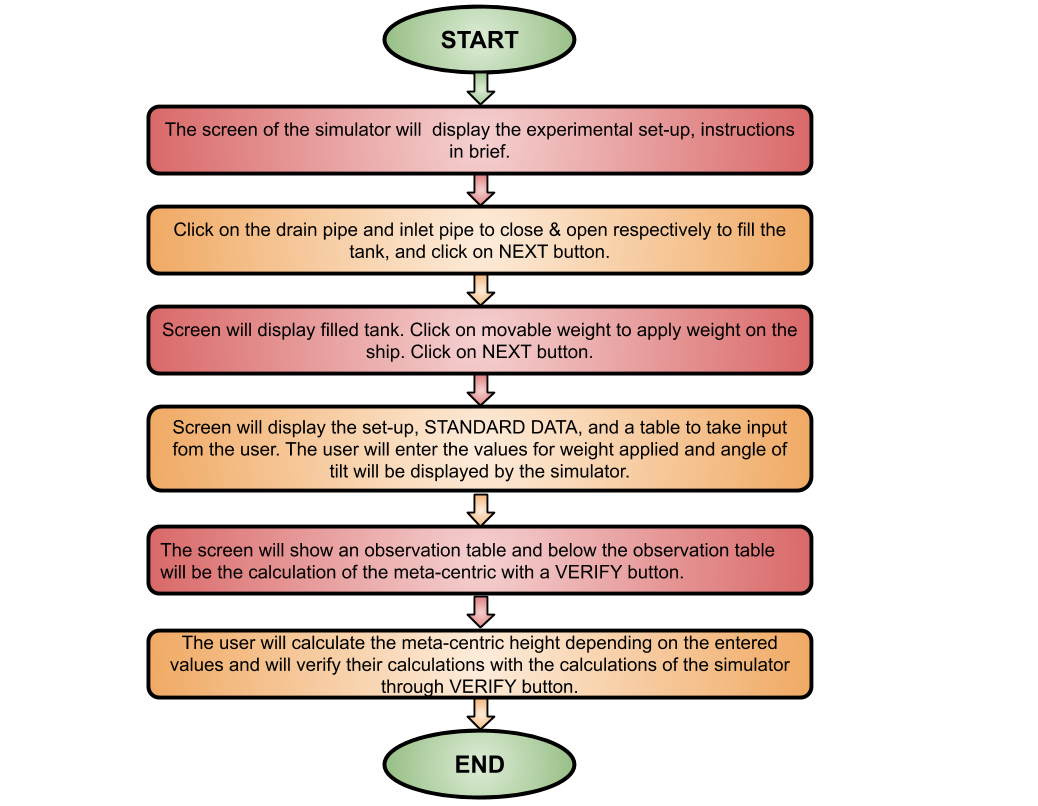 START
The screen of the simulator will  display the experimental set-up, instructions
in brief.
Click on the drain pipe and inlet pipe to close & open respectively to fill the
tank, and click on NEXT button.
Screen will display filled tank. Click on movable weight to apply weight on the
ship. Click on NEXT button.
Screen will display the set-up, STANDARD DATA, and a table to take input
fom the user. The user will enter the values for weight applied and angle of
tilt will be displayed by the simulator.
The screen will show an observation table and below the observation table
will be the calculation of the meta-centric with a VERIFY button.
The user will calculate the meta-centric height depending on the entered
values and will verify their calculations with the calculations of the simulator
through VERIFY button.
END